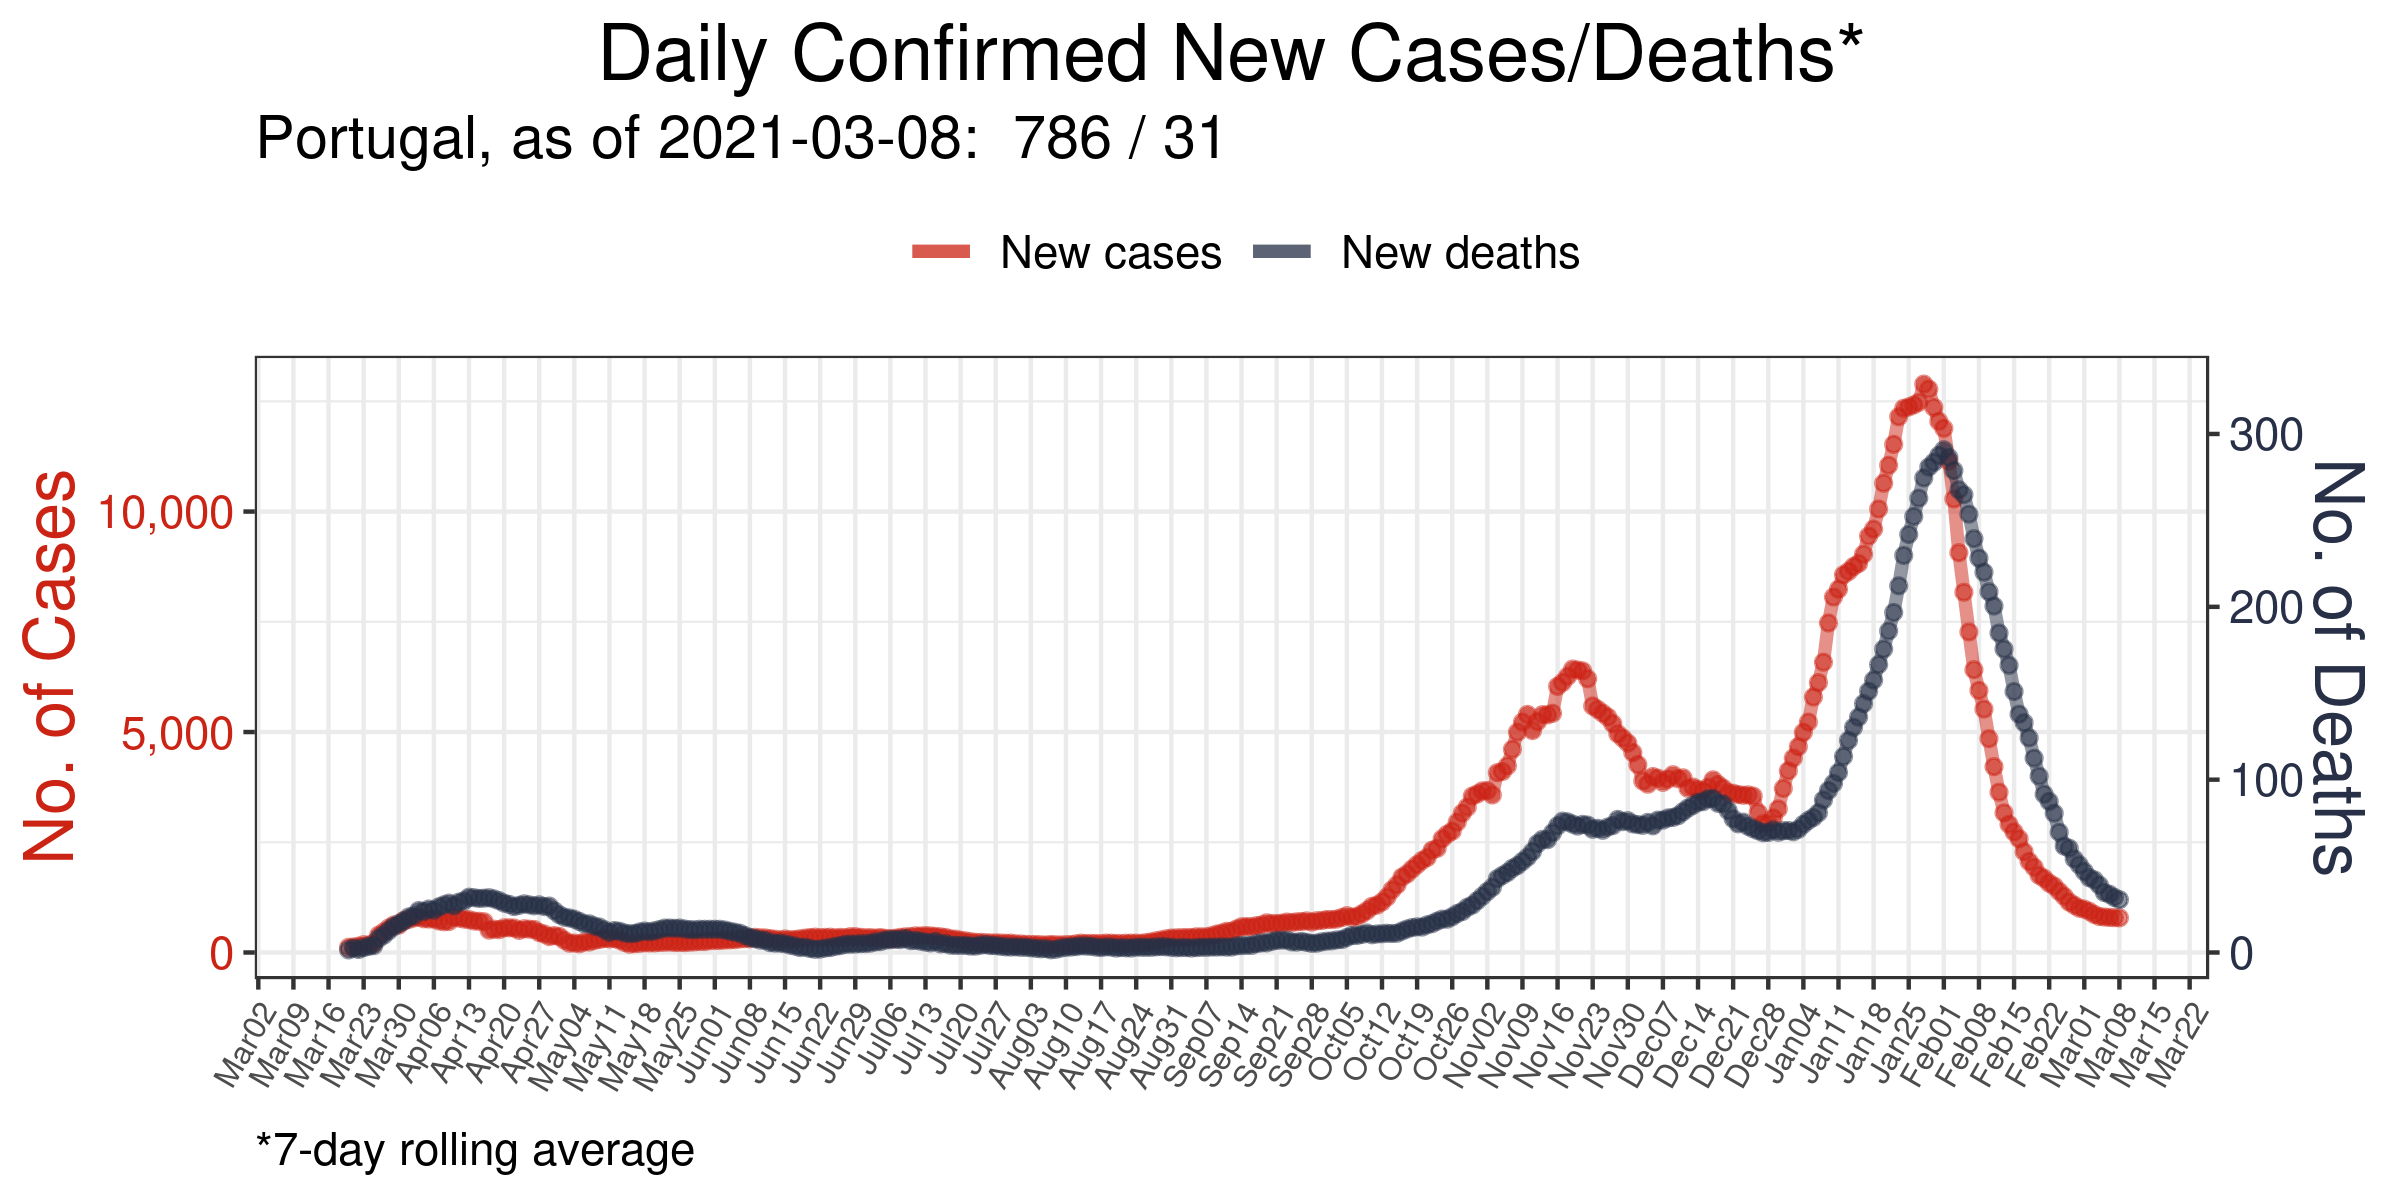 Daily Confirmed New Cases/Deaths*
Portugal, as of 2021-03-08:  786 / 31
New cases
New deaths
No. of Cases
10,000
5,000
0
300
200
100
0
No. of Deaths
Mar02
Mar09
Mar16
Mar23
Mar30
Apr06
Apr13
Apr20
Apr27
May04
May11
May18
May25
Jun01
Jun08
Jun15
Jun22
Jun29
Jul06
Jul13
Jul20
Jul27
Aug03
Aug10
Aug17
Aug24
Aug31
Sep07
Sep14
Sep21
Sep28
Oct05
Oct12
Oct19
Oct26
Nov02
Nov09
Nov16
Nov23
Nov30
Dec07
Dec14
Dec21
Dec28
Jan04
Jan11
Jan18
Jan25
Feb01
Feb08
Feb15
Feb22
Mar01
Mar08
Mar15
Mar22
*7-day rolling average